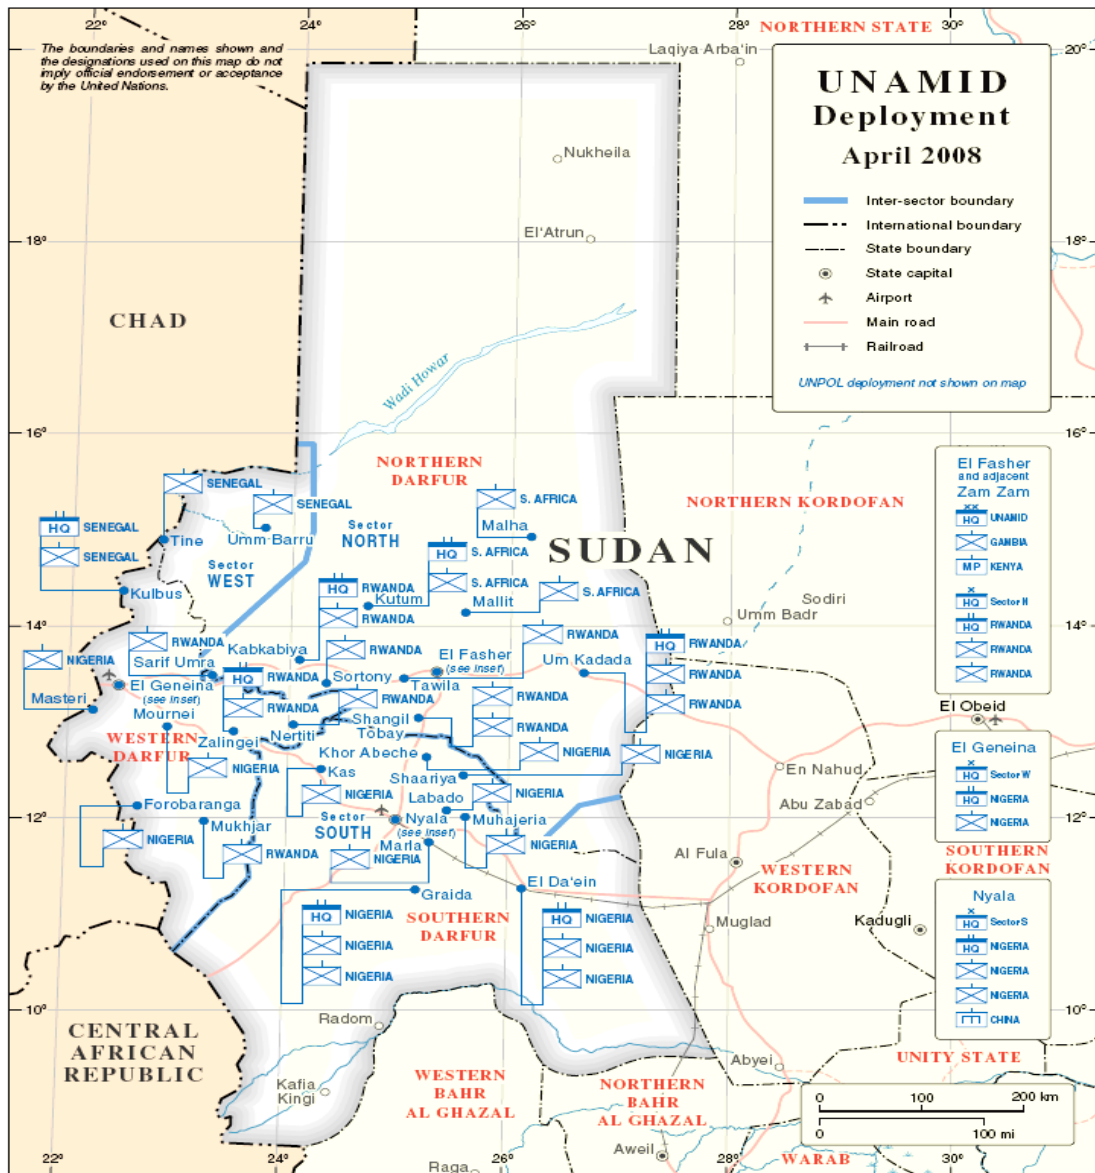 22°
24°
26°
28°
30°
NORTHERN STATE
The boundaries and names shown and
the designations used on this map do not
imply official endorsement or acceptance
by the United Nations.
Laqiya Arba'in
20°
UNAMID
Deployment
April 2008
Inter-sector boundary
International boundary
State boundary
State capital
Airport
Main road
Railroad
UNPOL deployment not shown on map
Nukheila
El'Atrun
18°
18°
CHAD
Wadi Howar
16°
16°
NORTHERN
DARFUR
NORTHERN KORDOFAN
SUDAN
SENEGAL
SENEGAL
HQ SENEGAL
SENEGAL
Tine
Umm Barru
Kulbus
Sector
NORTH
Sector
WEST
S. AFRICA
Malha
HQ S. AFRICA
S. AFRICA
Kutum
Mallit
S. AFRICA
HQ RWANDA
RWANDA
Sodiri
Umm Badr
14°
14°
NIGERIA
RWANDA
Kabkabiya
RWANDA
RWANDA
HQ RWANDA
RWANDA
RWANDA
Sarif Umra
El Fasher
(see inset)
Um Kadada
Masteri
El Geneina
(see inset)
HQ RWANDA
RWANDA
Sortony
Tawila
Mournei
RWANDA
RWANDA
RWANDA
WESTERN
DARFUR
Zalingei
Nertiti
Shangil
Tobay
Khor Abeche
NIGERIA
NIGERIA
NIGERIA
Kas
Shaariya
Forobaranga
NIGERIA
Labado
NIGERIA
Mukhjar
Sector
SOUTH
Nyala
(see inset)
Muhajeria
NIGERIA
RWANDA
Marla
NIGERIA
NIGERIA
Graida
El Da'ein
SOUTHERN
DARFUR
HQ NIGERIA
NIGERIA
NIGERIA
HQ NIGERIA
NIGERIA
NIGERIA
El Fasher
and adjacent
Zam Zam
HQ UNAMID
GAMBIA
MP KENYA
HQ Sector N
HQ RWANDA
RWANDA
RWANDA
El Obeid
En Nahud
Abu Zabad
El Geneina
HQ Sector W
HQ NIGERIA
NIGERIA
12°
12°
Al Fula
WESTERN
KORDOFAN
SOUTHERN
KORDOFAN
Muglad
Kadugli
Nyala
HQ Sector S
HQ NIGERIA
NIGERIA
NIGERIA
CHINA
10°
10°
CENTRAL
AFRICAN
REPUBLIC
Radom
Kafia
Kingi
WESTERN
BAHR
AL GHAZAL
NORTHERN
BAHR
AL GHAZAL
Abyei
UNITY STATE
0 100 200 km
0 100 mi
Aweil
Raga
WARAB
22°
24°
26°
28°
30°